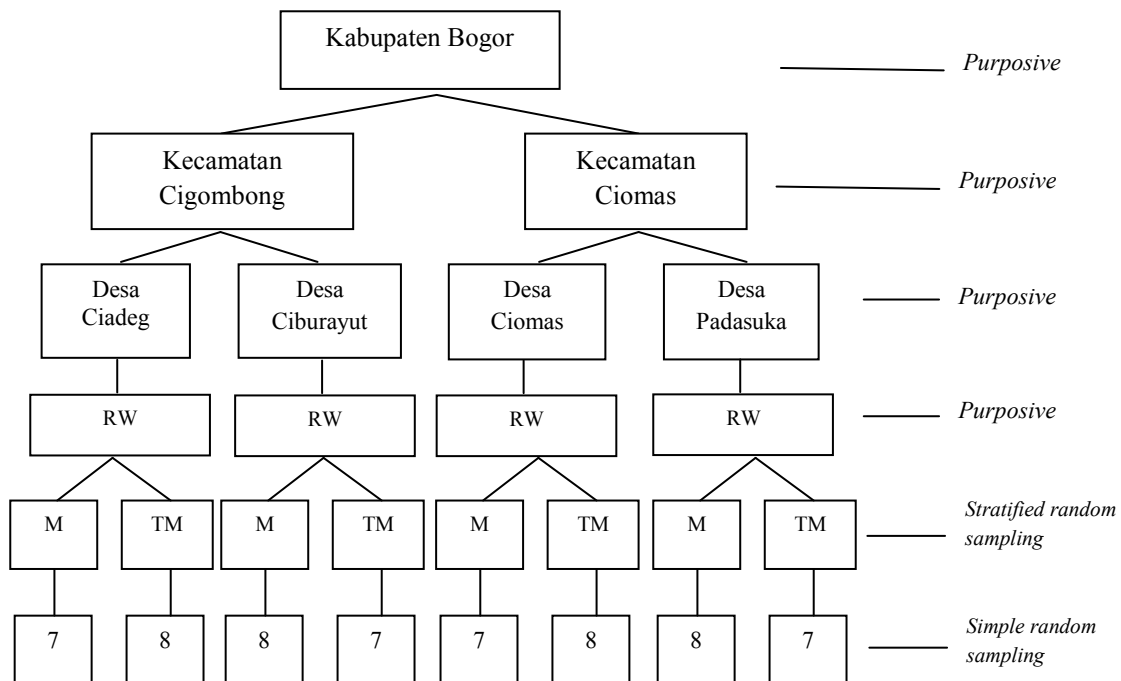 Kabupaten Bogor
Purposive
Kecamatan
Cigombong
Kecamatan
Ciomas
Purposive
Desa
Ciadeg
Desa
Ciburayut
Desa
Ciomas
Desa
Padasuka
Purposive
RW
RW
RW
RW
Purposive
M
TM
M
TM
M
TM
M
TM
Stratified random
sampling
7
8
8
7
7
8
8
7
Simple random
sampling